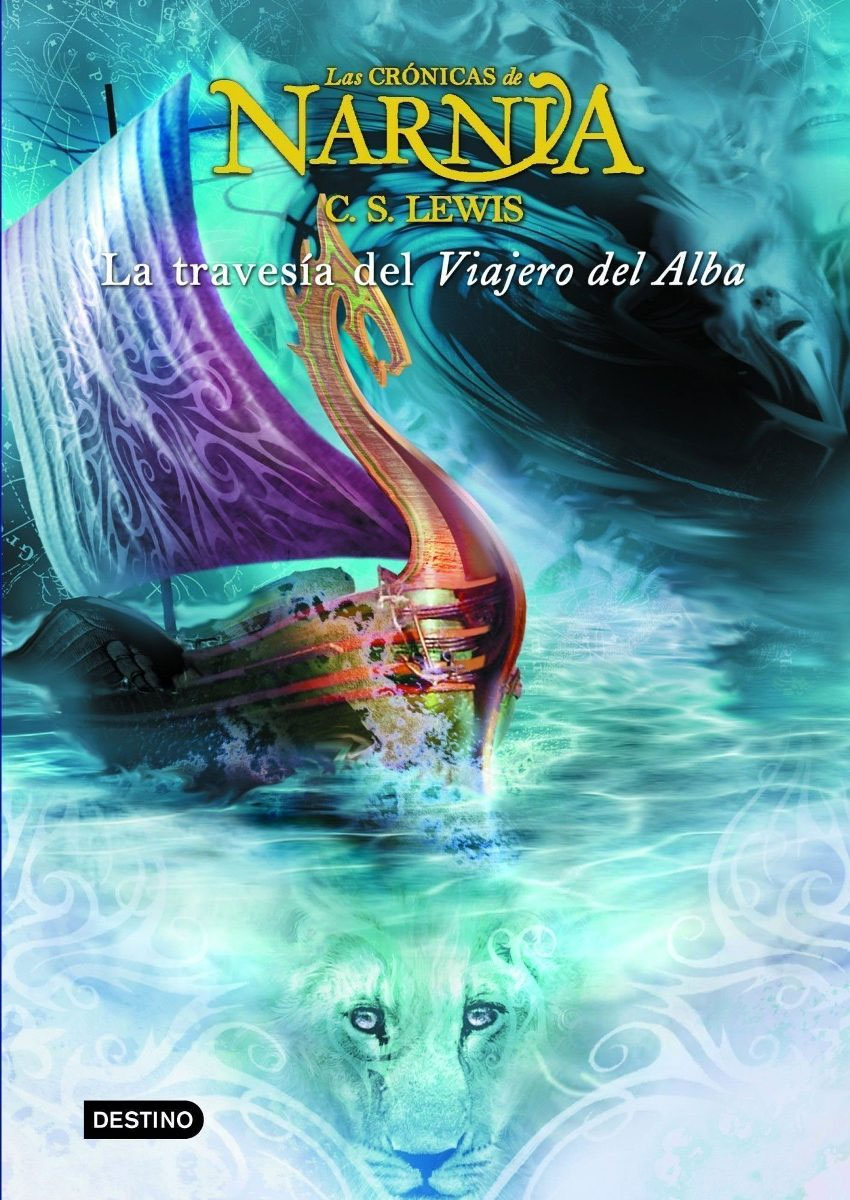 Las CRÓNICAS de
NARNIA
C. S. LEWIS
La travesía del Viajero del Alba
DESTINO